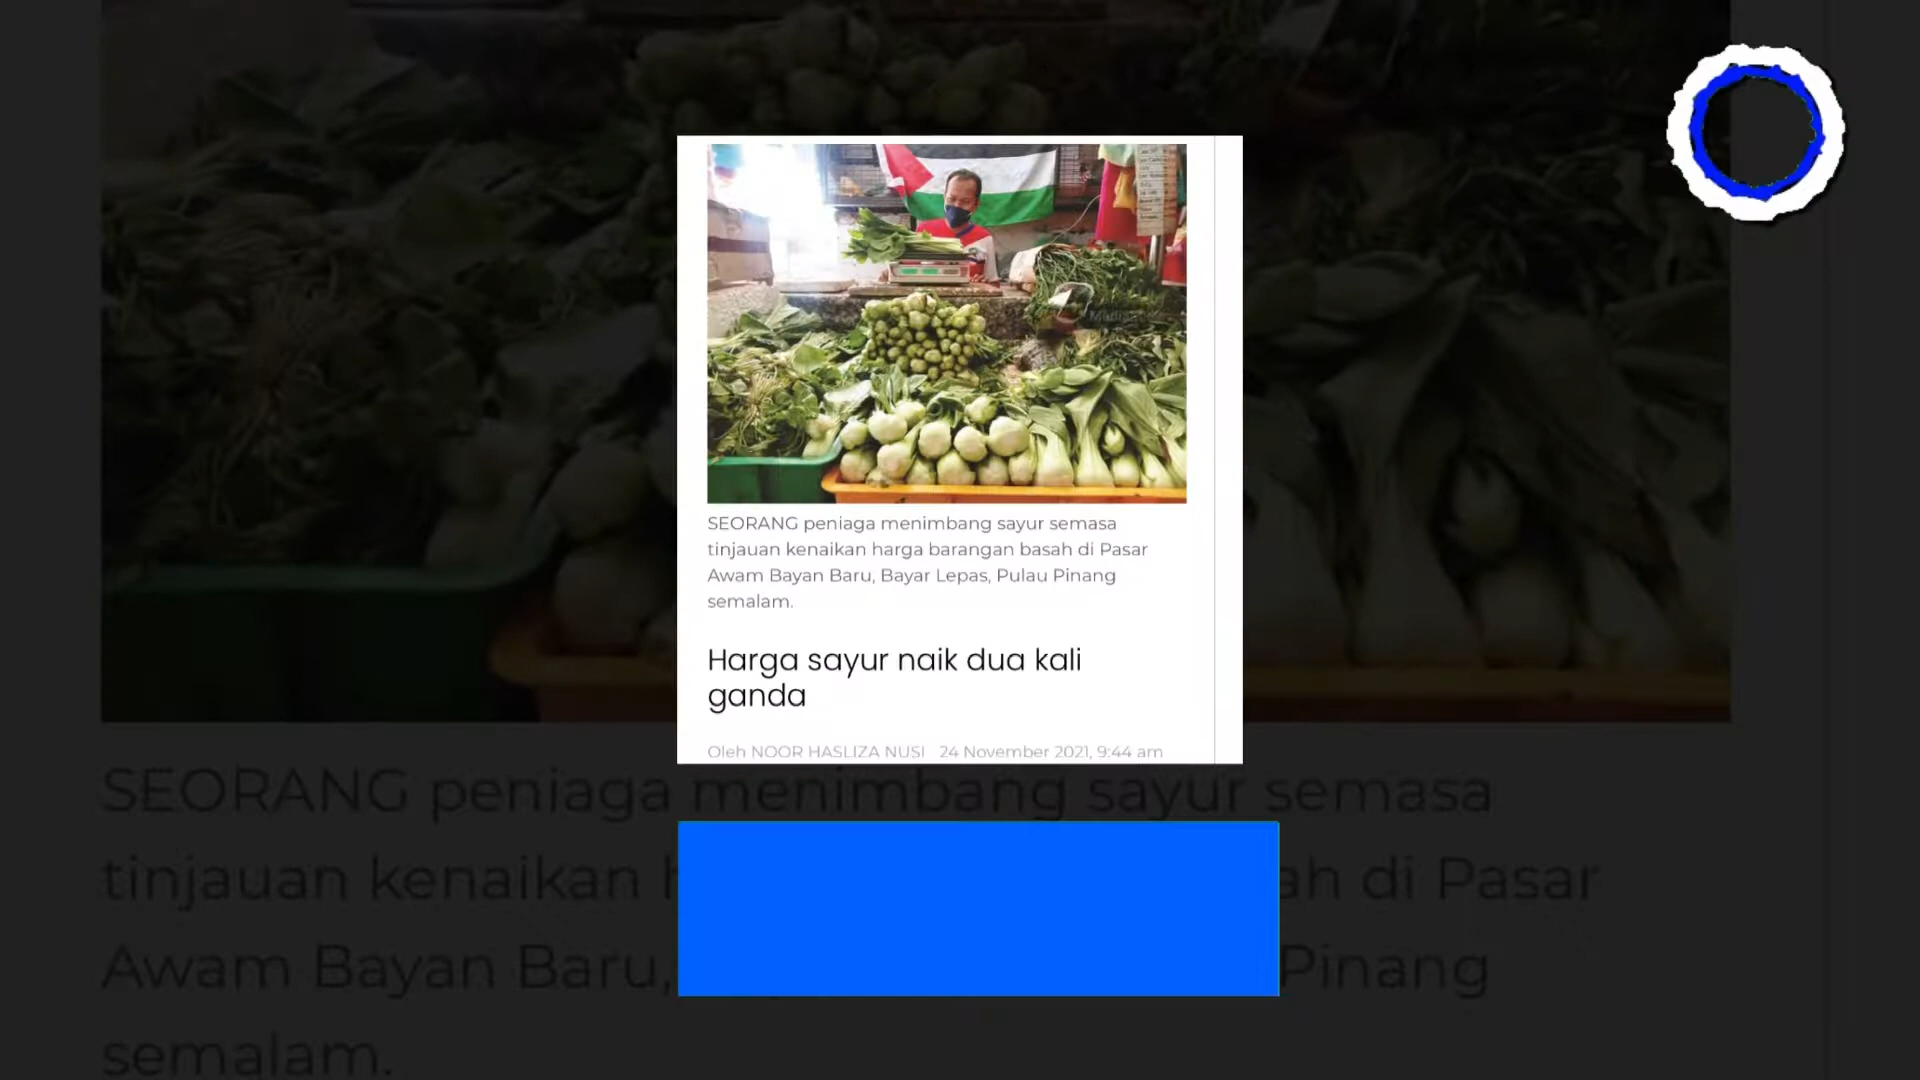 SEORANG peniaga menimbang sayur semasa
tinjauan kenaikan harga barangan basah di Pasar
Awam Bayan Baru, Bayar Lepas, Pulau Pinang
semalam.
Harga sayur naik dua kali
ganda
Oleh NOOR HASLIZA NUSI 24 November 2021, 9:44 am
SEORANG peniaga menimbang sayur semasa
tinjauan kenaikan ah di Pasar
Awam Bayan Baru, Pinang
semalam.